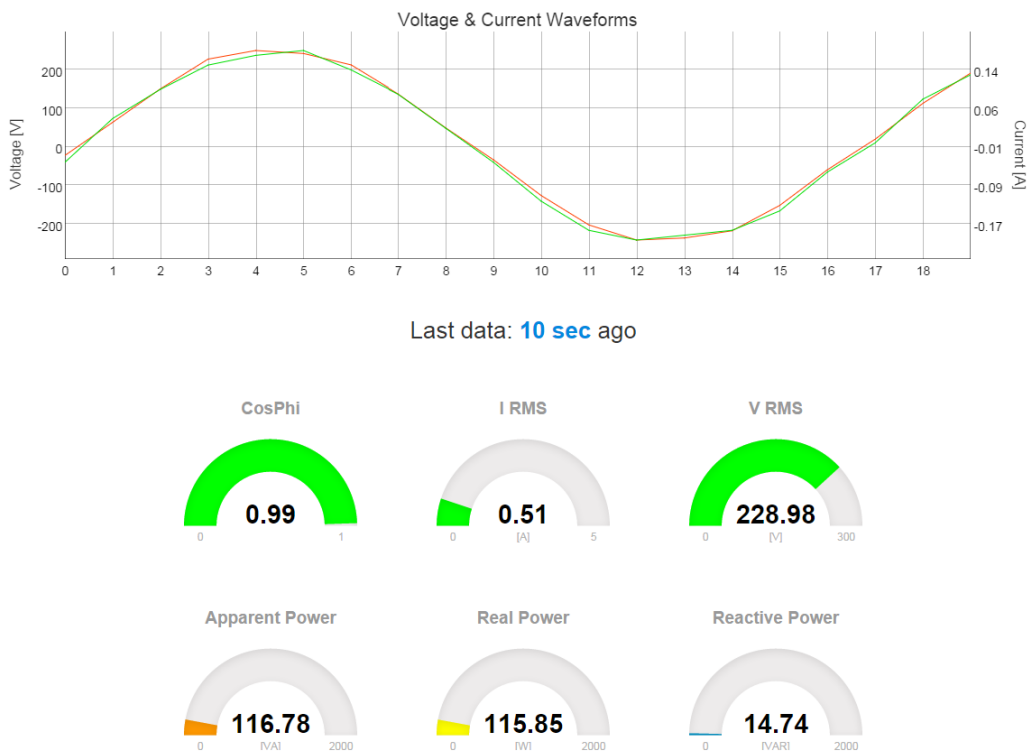 Voltage & Current Waveforms
Voltage [V]
200
100
0
-100
-200
0.14
0.06
-0.01
-0.09
-0.17
Current [A]
0 1 2 3 4 5 6 7 8 9 10 11 12 13 14 15 16 17 18
Last data: 10 sec ago
CosPhi I RMS V RMS
0.99 0.51 228.98
0 1 0 [A] 5 0 [V] 300
Apparent Power Real Power Reactive Power
116.78 115.85 14.74
0 [VA] 2000 0 [W] 2000 0 [VAR] 2000